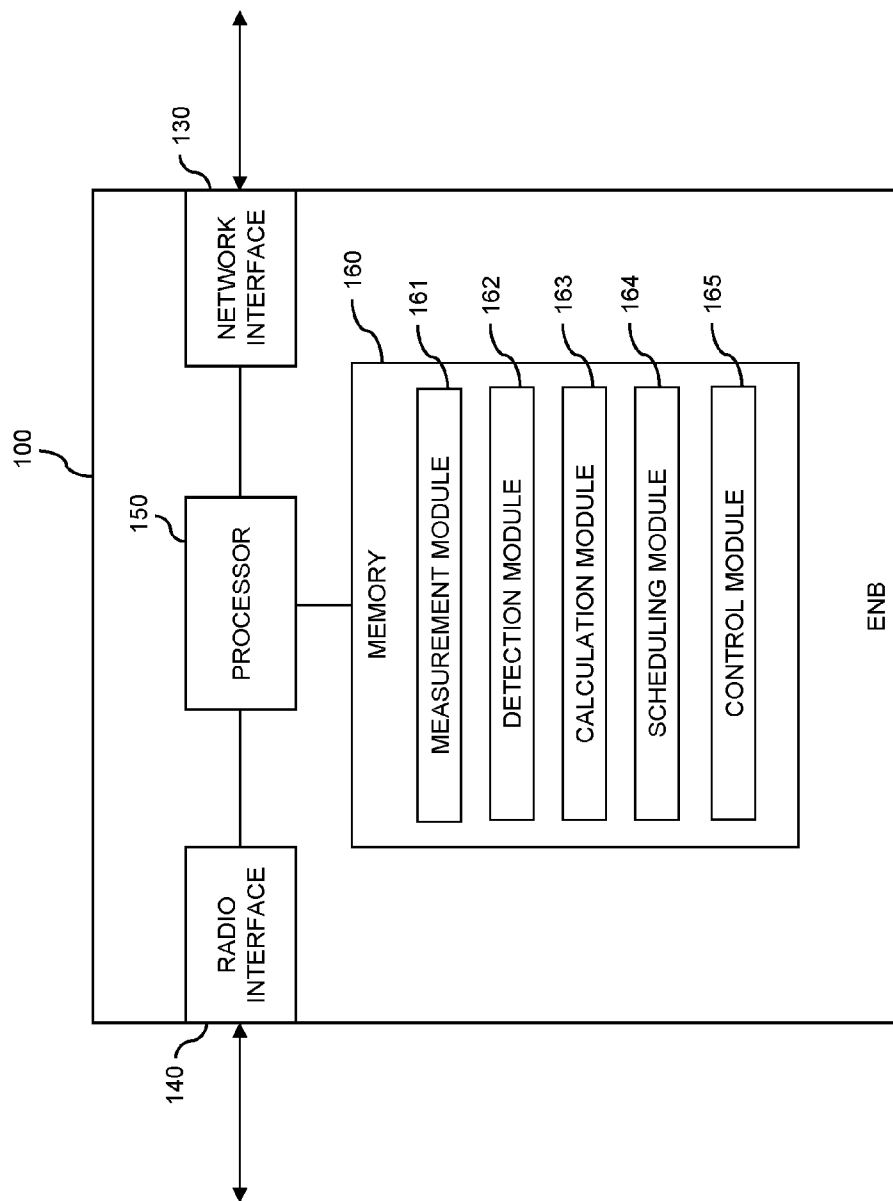 100
140
RADIO
INTERFACE
150
PROCESSOR
130
NETWORK
INTERFACE
160
MEMORY
MEASUREMENT MODULE
161
DETECTION MODULE
162
CALCULATION MODULE
163
SCHEDULING MODULE
164
CONTROL MODULE
165
ENB